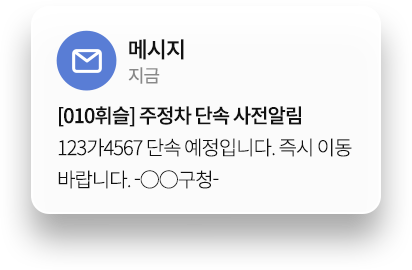 메시지
지금
[010휘슬] 주정차 단속 사전알림
123가4567 단속 예정입니다. 즉시 이동
바랍니다. -○○구청-